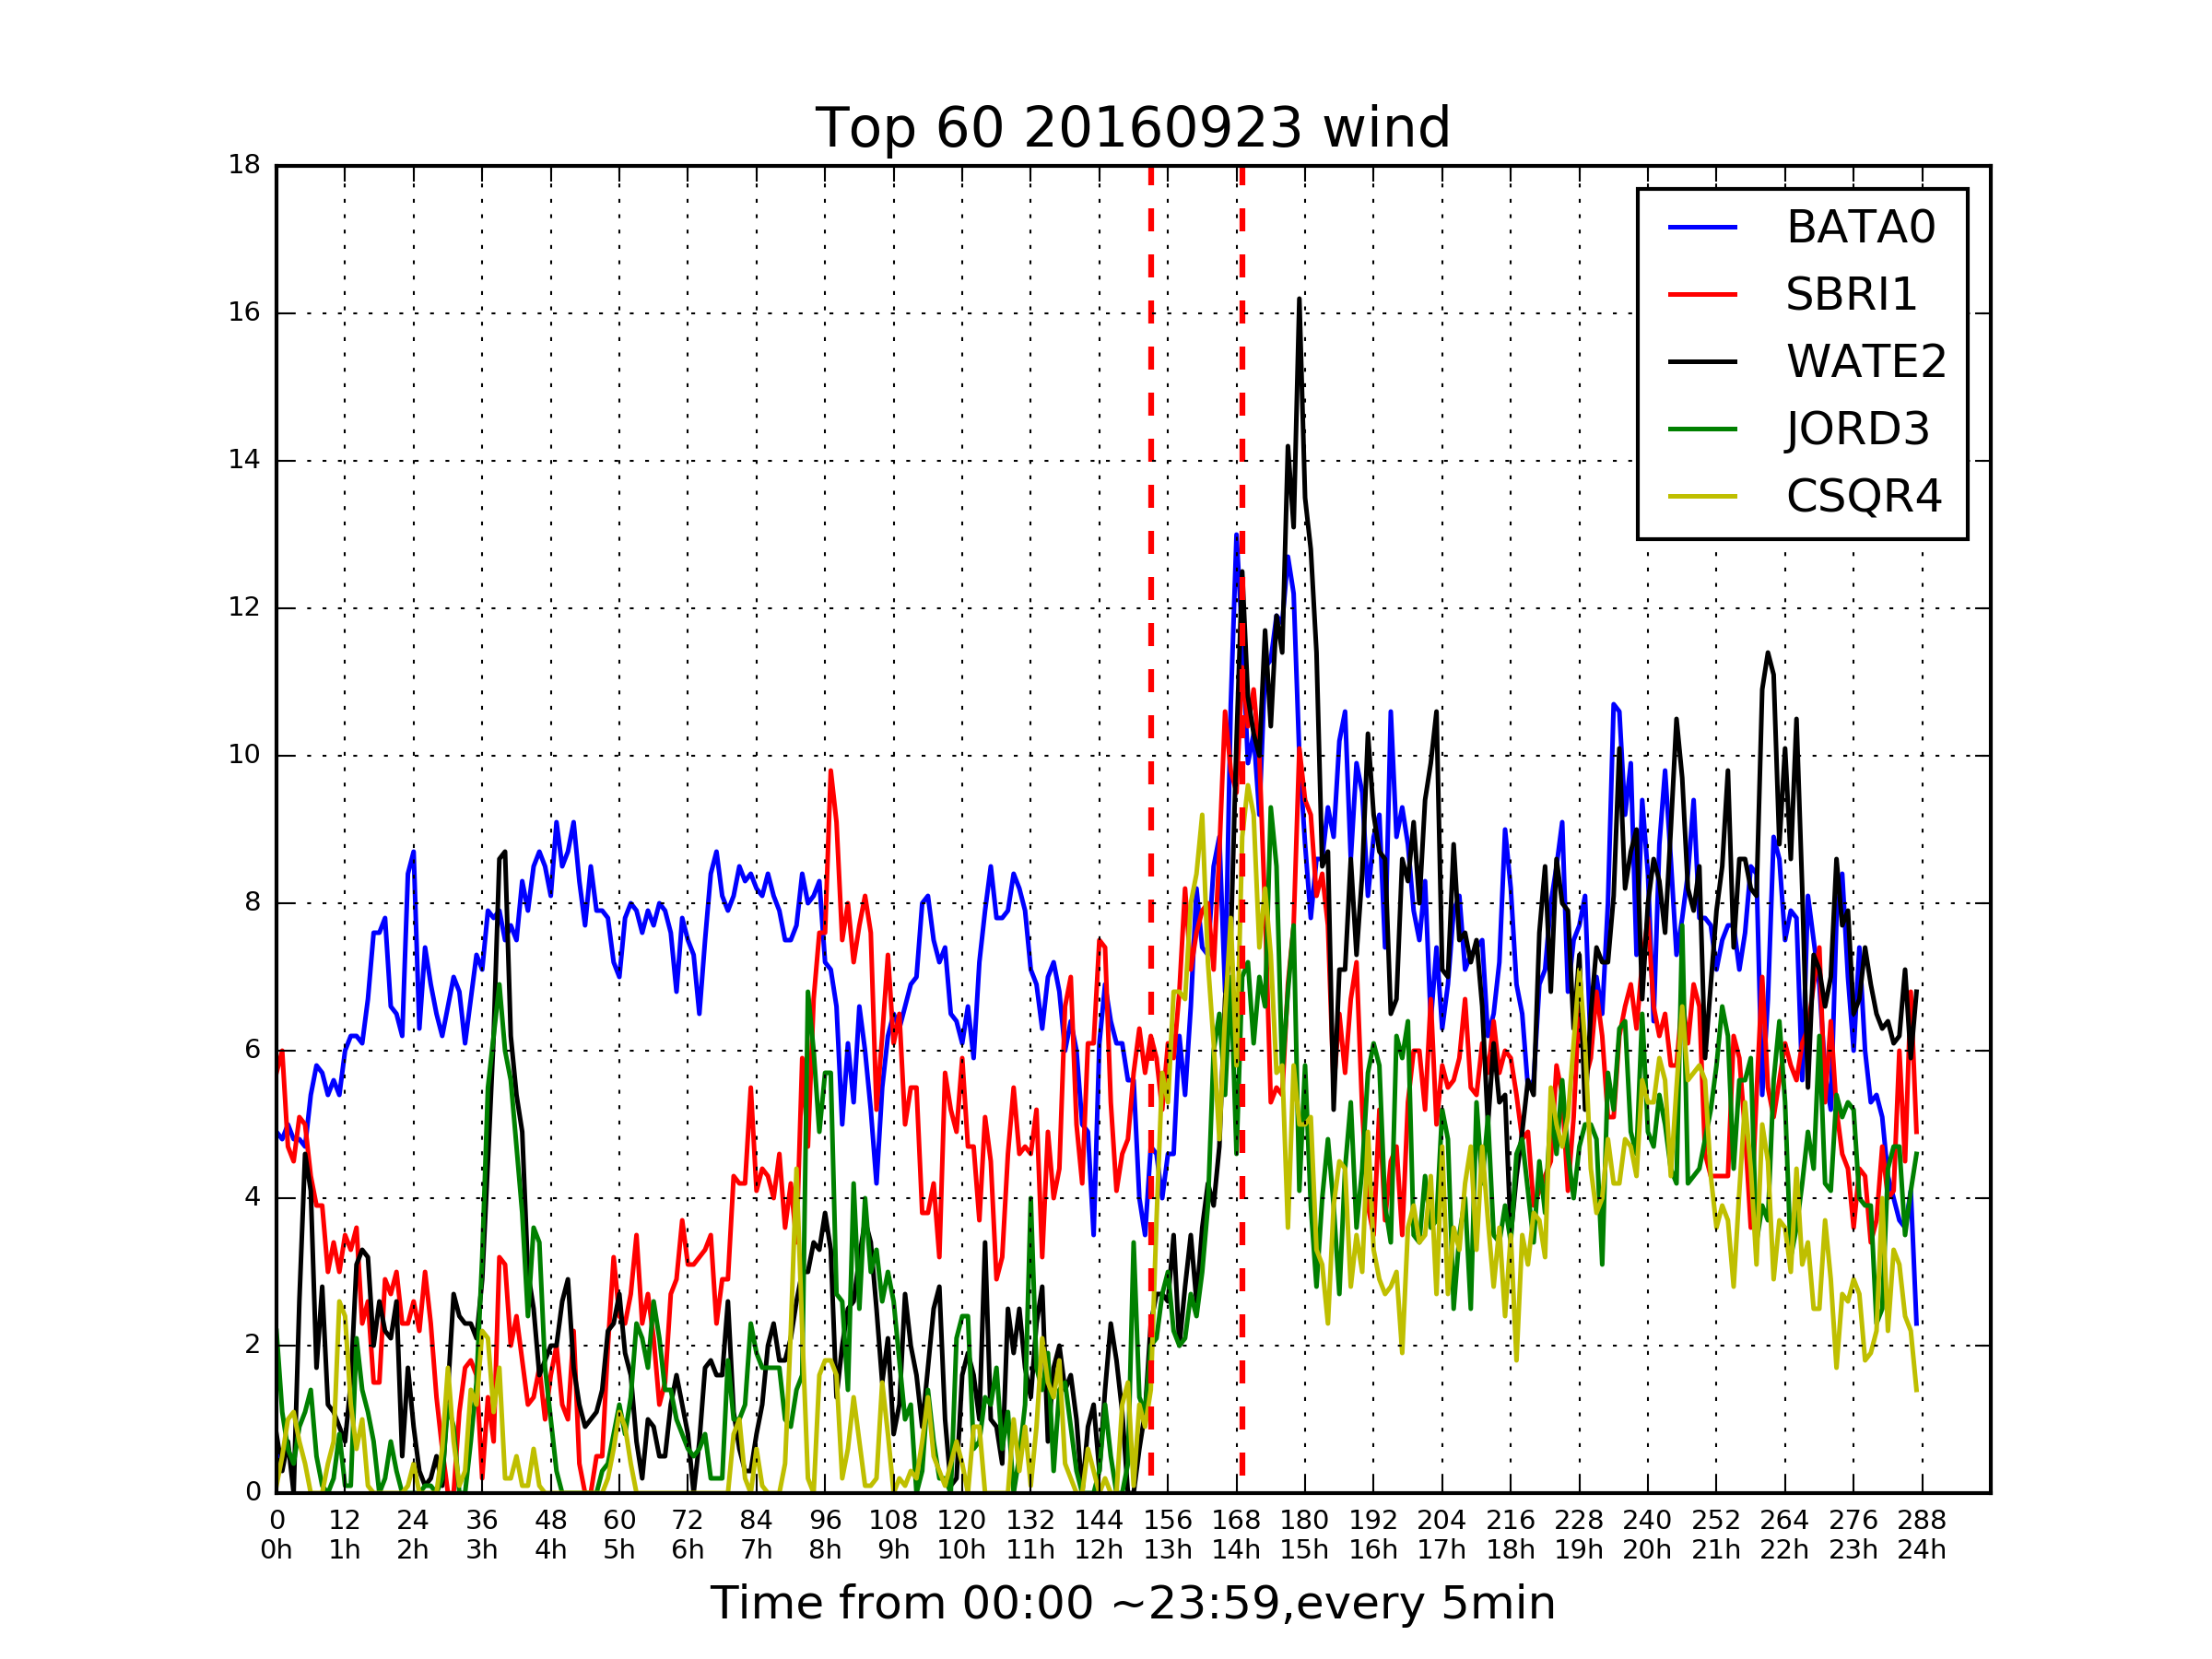 Top 60 20160923 wind
18
16
14
12
10
8
6
4
2
0
BATA0
SBRI1
WATE2
JORD3
CSQR4
0 12 24 36 48 60 72 84 96 108 120 132 144 156 168 180 192 204 216 228 240 252 264 276 288
0h 1h 2h 3h 4h 5h 6h 7h 8h 9h 10h 11h 12h 13h 14h 15h 16h 17h 18h 19h 20h 21h 22h 23h 24h
Time from 00:00 ~23:59,every 5min